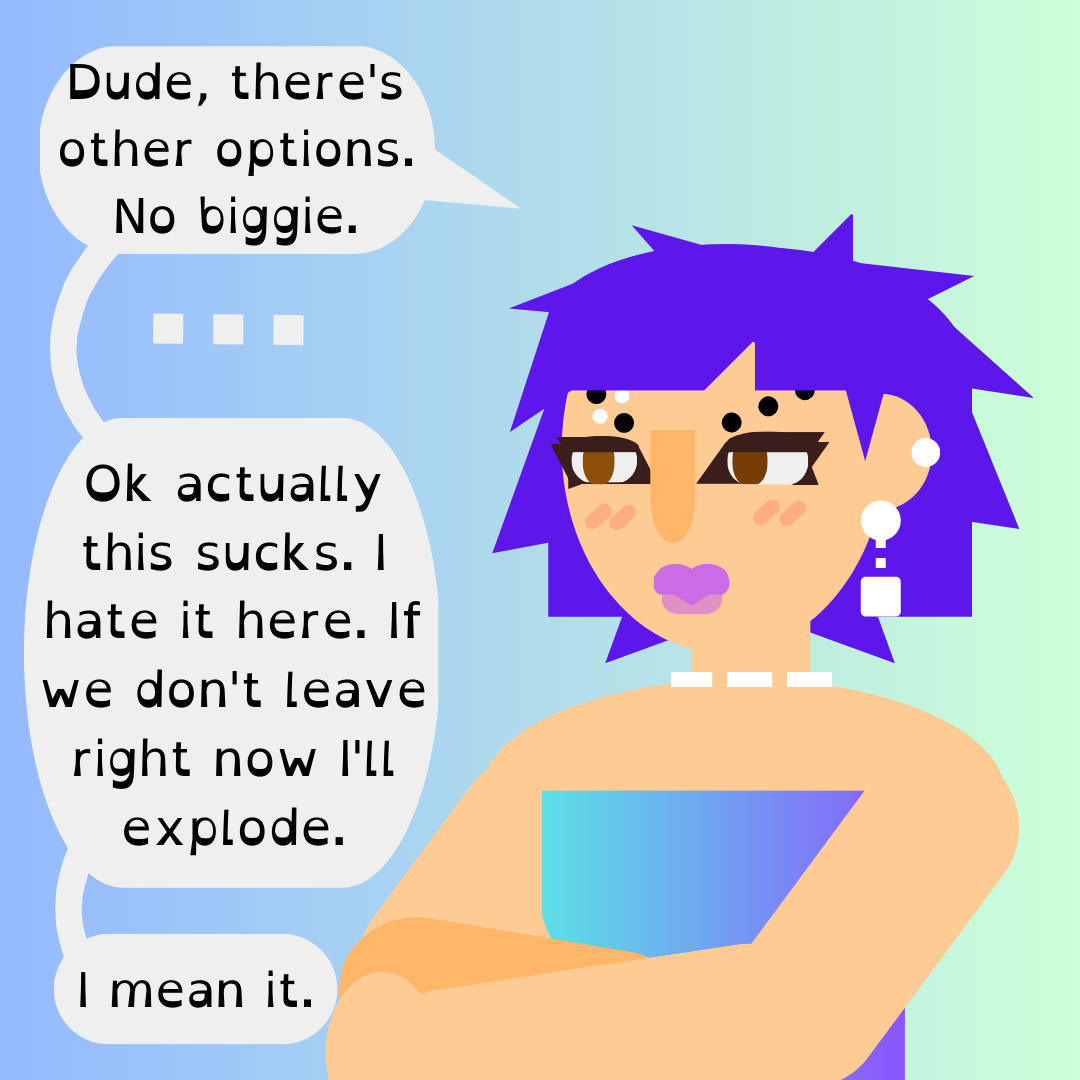 Dude, there's
other options.
No biggie.
...
Ok actually
this sucks. I
hate it here. If
we don't leave
right now I'll
explode.
I mean it.